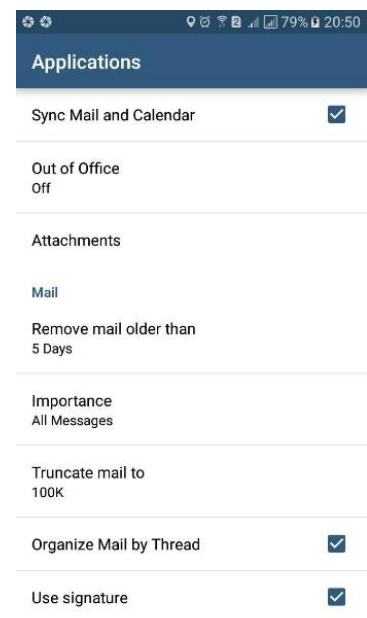 79% 20:50
Applications
Sync Mail and Calendar
Out of Office
Off
Attachments
Mail
Remove mail older than
5 Days
Importance
All Messages
Truncate mail to
100K
Organize Mail by Thread
Use signature